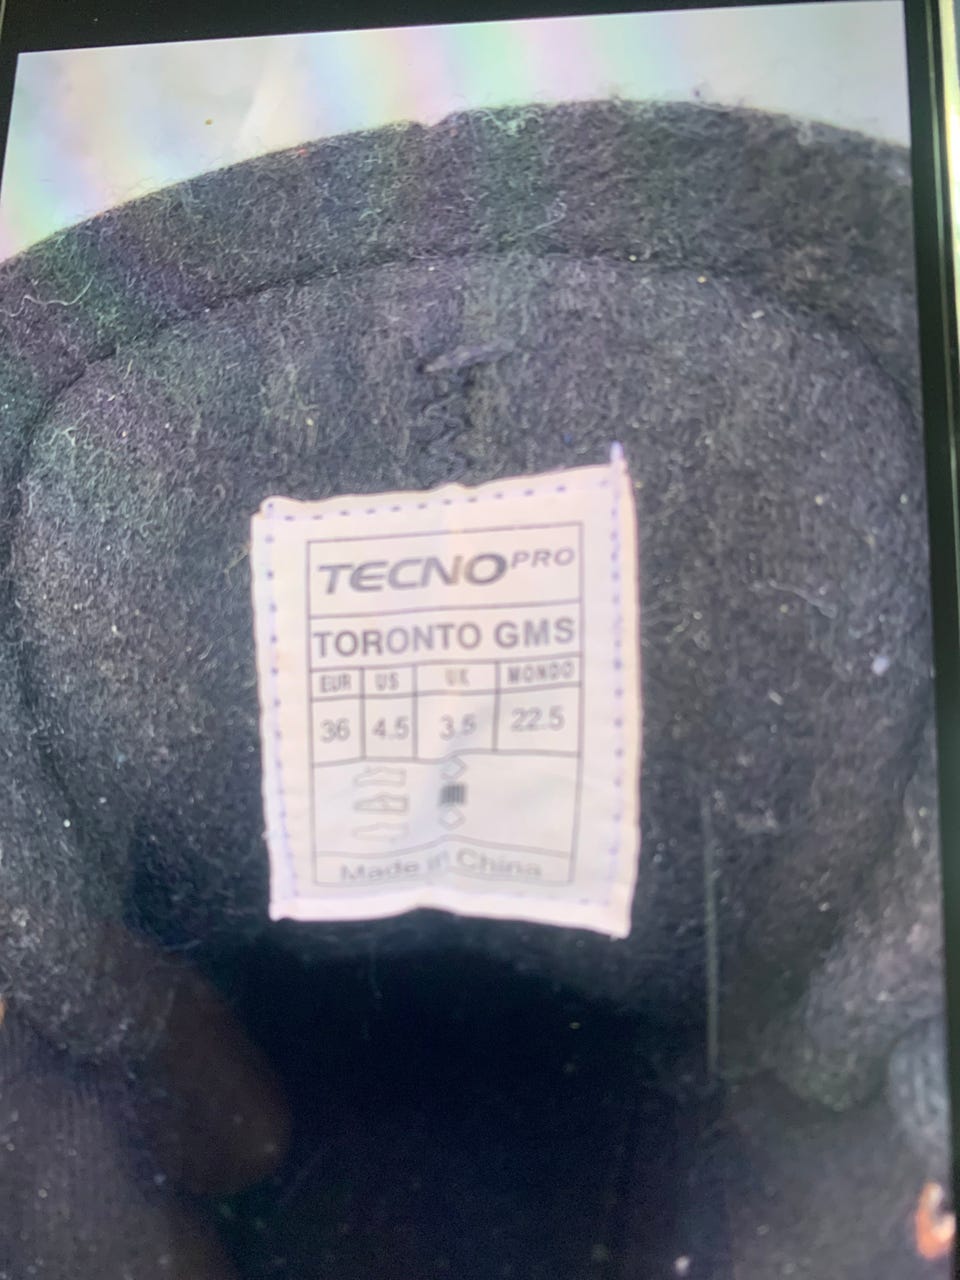 TECNOPRO
TORONTO GMS
EUR US UK MONDO
36 4.5 3.5 22.5
Made in China